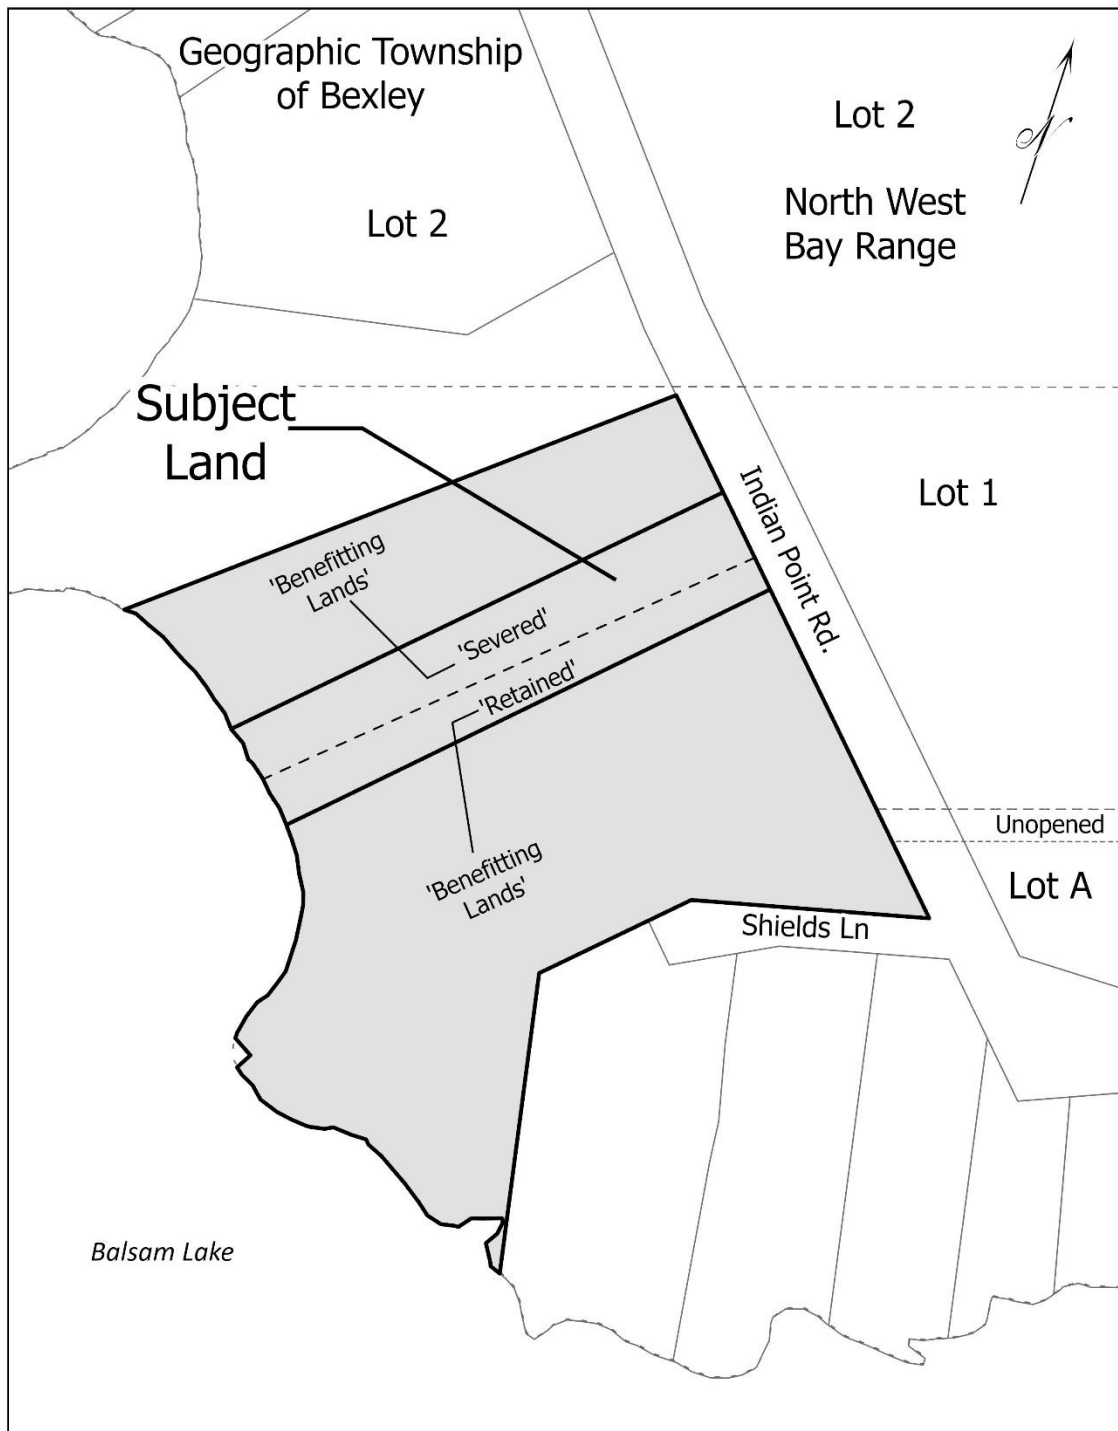 Geographic Township
of Bexley
Lot 2
Lot 2
North West
Bay Range
N
Subject
Land
Lot 1
Indian Point Rd.
'Benefitting
Lands'
'Severed'
'Retained'
'Benefitting
Lands'
Unopened
Lot A
Shields Ln
Balsam Lake